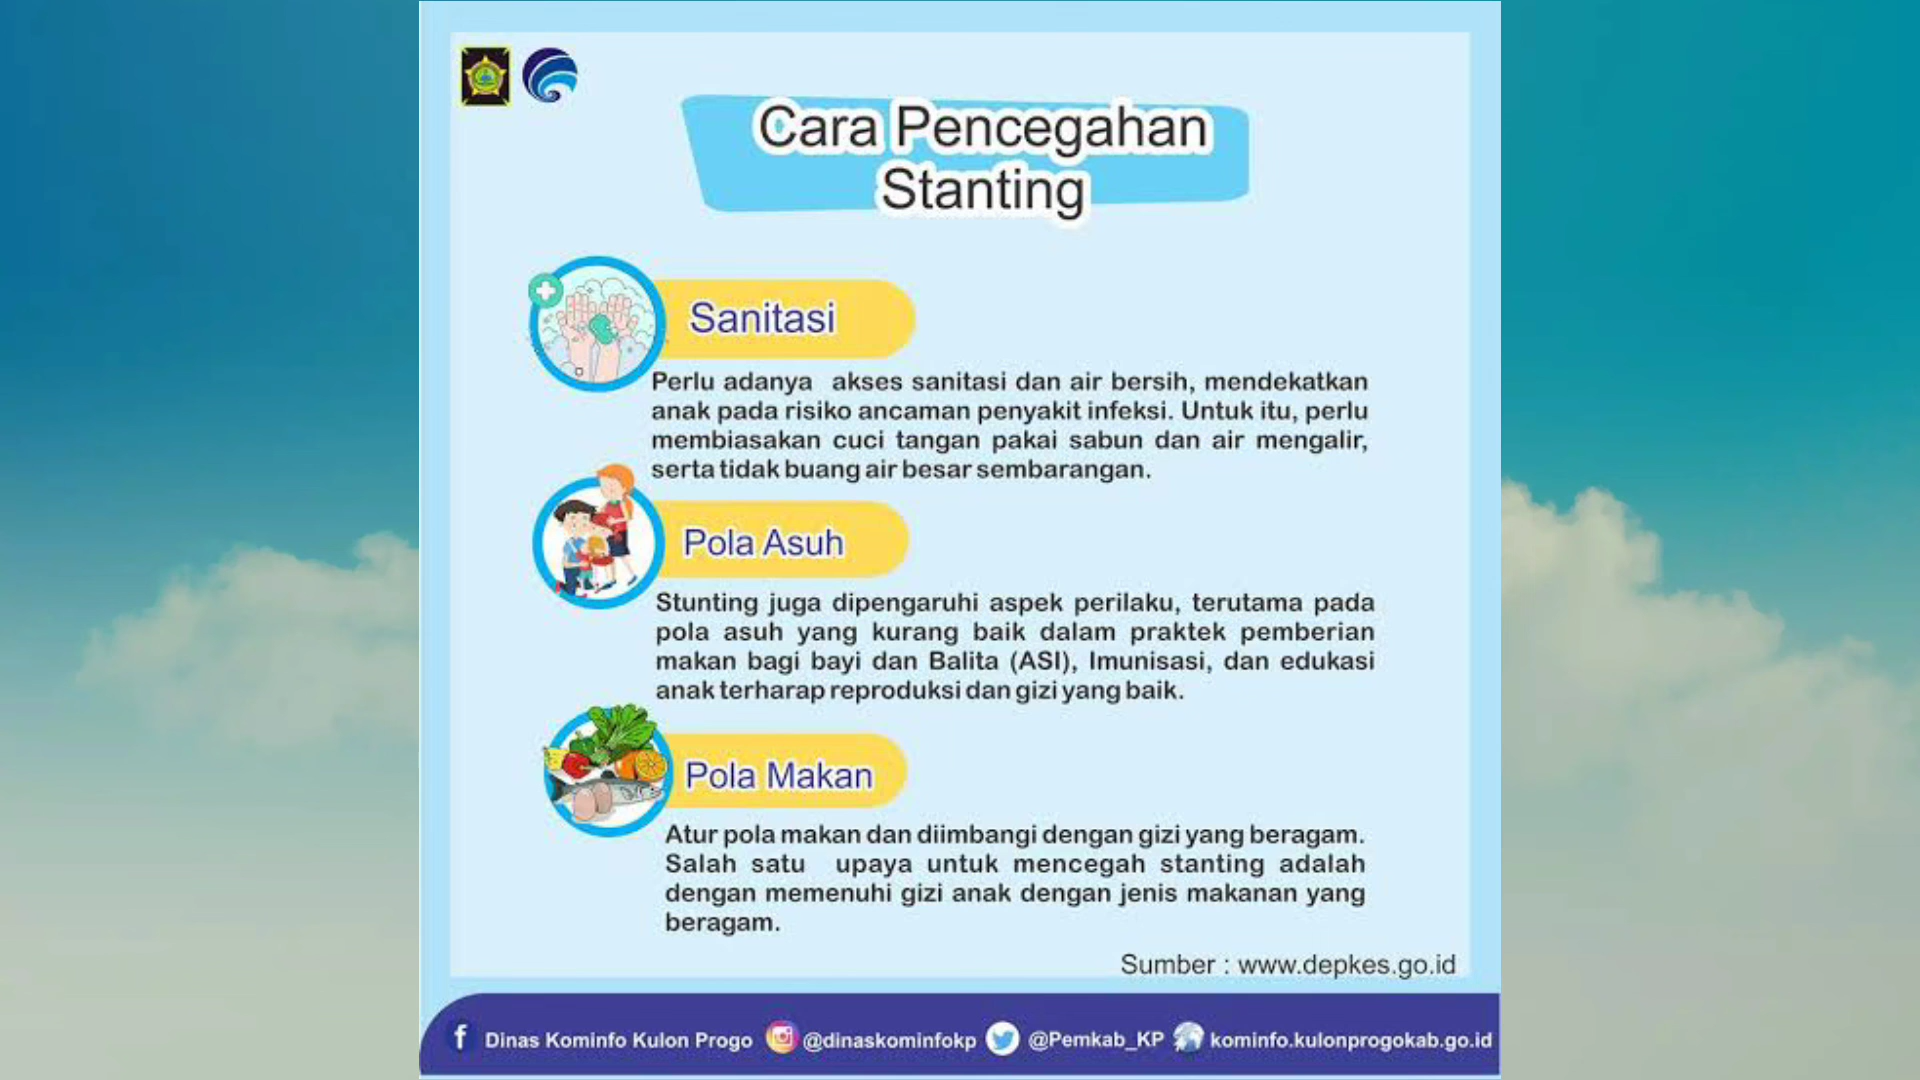 Cara Pencegahan
Stanting
Sanitasi
Perlu adanya akses sanitasi dan air bersih, mendekatkan
anak pada risiko ancaman penyakit infeksi. Untuk itu, perlu
membiasakan cuci tangan pakai sabun dan air mengalir,
serta tidak buang air besar sembarangan.
Pola Asuh
Stunting juga dipengaruhi aspek perilaku, terutama pada
pola asuh yang kurang baik dalam praktek pemberian
makan bagi bayi dan Balita (ASI), Imunisasi, dan edukasi
anak terharap reproduksi dan gizi yang baik.
Pola Makan
Atur pola makan dan diimbangi dengan gizi yang beragam.
Salah satu upaya untuk mencegah stanting adalah
dengan memenuhi gizi anak dengan jenis makanan yang
beragam.
Sumber : www.depkes.go.id
f Dinas Kominfo Kulon Progo @dinaskominfokp @Pemkab_KP kominfo.kulonprogokab.go.id